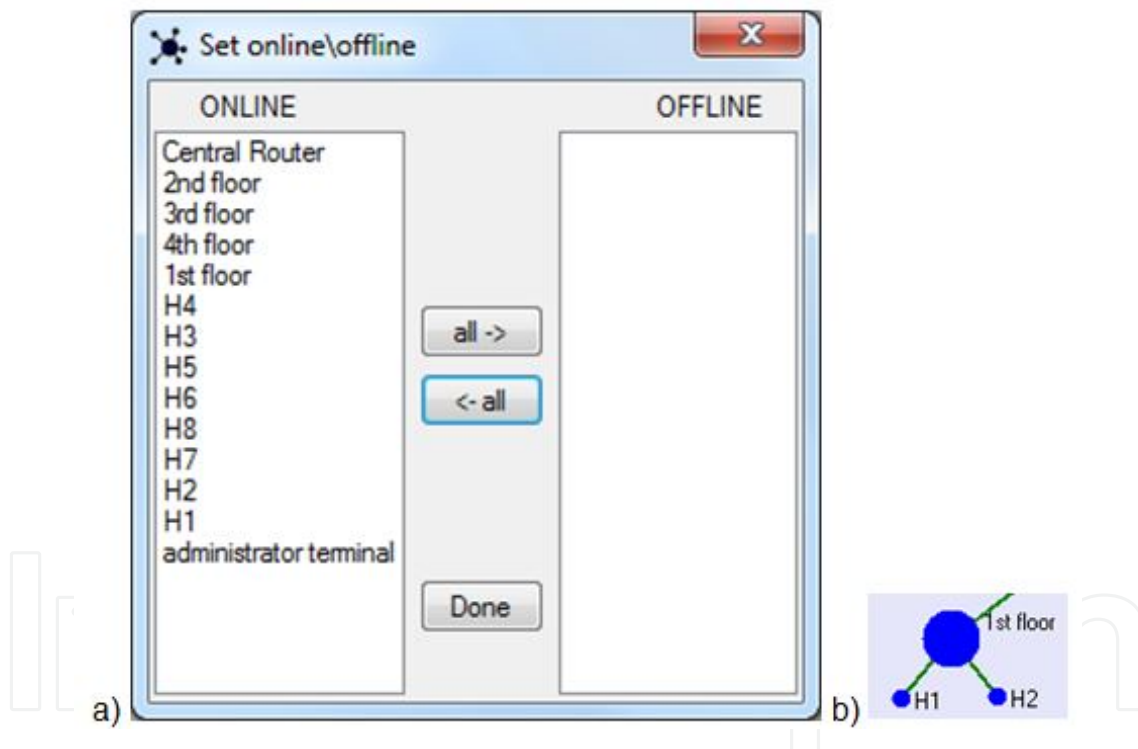 Set online\offline
ONLINE
OFFLINE
Central Router
2nd floor
3rd floor
4th floor
1st floor
H4
H3
H5
H6
H8
H7
H2
H1
administrator terminal
all ->
<- all
Done
a)
b)
1st floor
H1
H2